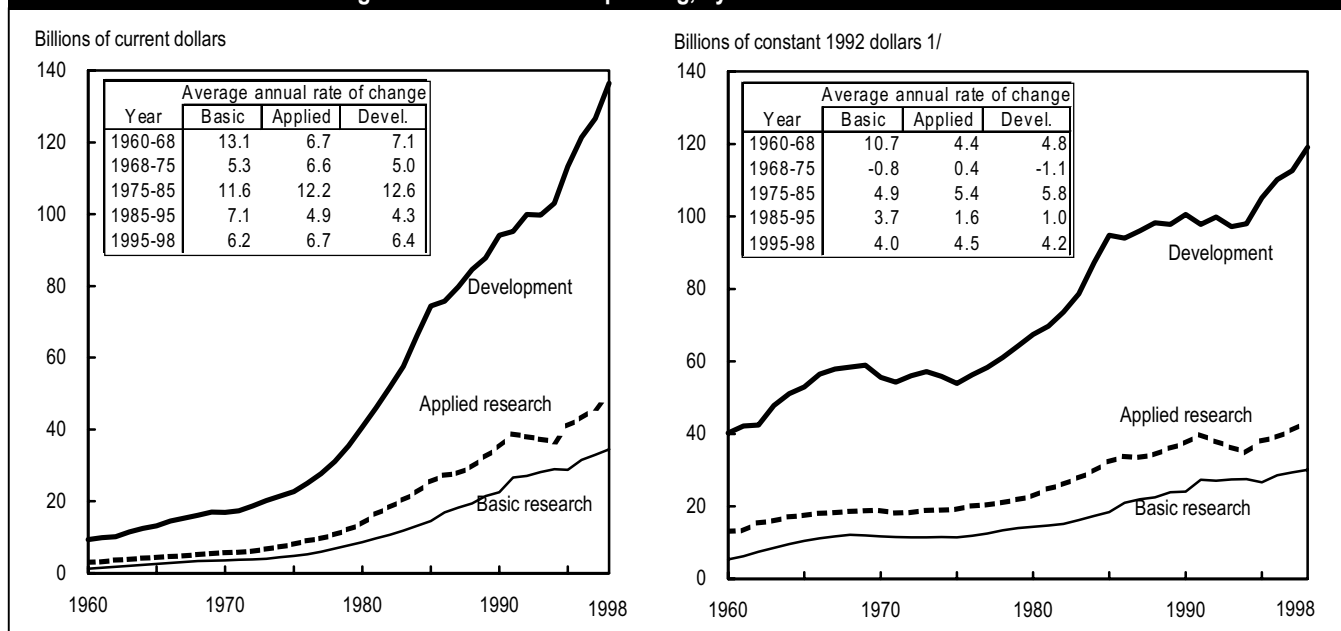 Billions of current dollars
140
120
100
80
60
40
20
0
1960 1970 1980 1990 1998
Average annual rate of change
Year Basic Applied Devel.
1960-68 13.1 6.7 7.1
1968-75 5.3 6.6 5.0
1975-85 11.6 12.2 12.6
1985-95 7.1 4.9 4.3
1995-98 6.2 6.7 6.4
Development
Applied research
Basic research
Billions of constant 1992 dollars 1/
140
120
100
80
60
40
20
0
1960 1970 1980 1990 1998
Average annual rate of change
Year Basic Applied Devel.
1960-68 10.7 4.4 4.8
1968-75 -0.8 0.4 -1.1
1975-85 4.9 5.4 5.8
1985-95 3.7 1.6 1.0
1995-98 4.0 4.5 4.2
Development
Applied research
Basic research